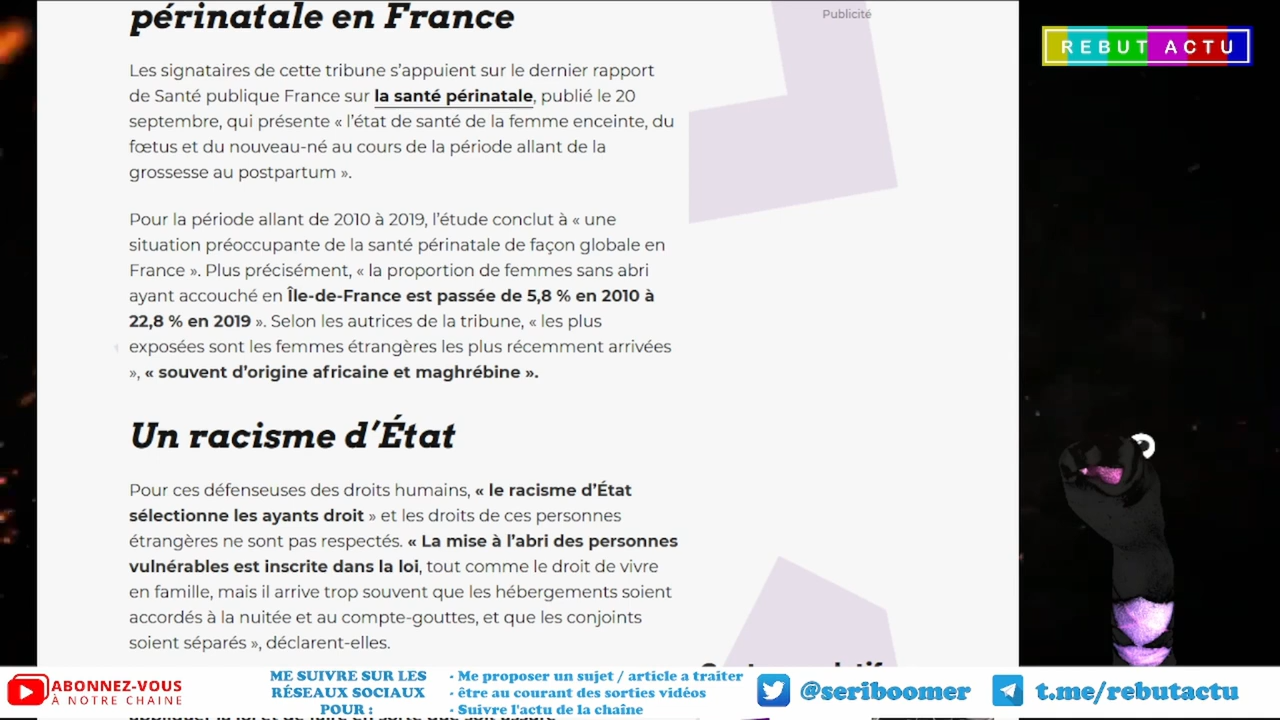 périnatale en France
Publicité
REBUT ACTU
Les signataires de cette tribune s’appuient sur le dernier rapport
de Santé publique France sur la santé périnatale, publié le 20
septembre, qui présente « l’état de santé de la femme enceinte, du
fœtus et du nouveau-né au cours de la période allant de la
grossesse au postpartum ».
Pour la période allant de 2010 à 2019, l’étude conclut à « une
situation préoccupante de la santé périnatale de façon globale en
France ». Plus précisément, « la proportion de femmes sans abri
ayant accouché en Île-de-France est passée de 5,8 % en 2010 à
22,8 % en 2019 ». Selon les autrices de la tribune, « les plus
exposées sont les femmes étrangères les plus récemment arrivées
», « souvent d’origine africaine et maghrébine ».
Un racisme d’État
Pour ces défenseuses des droits humains, « le racisme d’État
sélectionne les ayants droit » et les droits de ces personnes
étrangères ne sont pas respectés. « La mise à l’abri des personnes
vulnérables est inscrite dans la loi, tout comme le droit de vivre
en famille, mais il arrive trop souvent que les hébergements soient
accordés à la nuitée et au compte-gouttes, et que les conjoints
soient séparés », déclarent-elles.
ABONNEZ-VOUS
À NOTRE CHAINE
ME SUIVRE SUR LES
RÉSEAUX SOCIAUX
POUR :
- Me proposer un sujet / article a traiter
- être au courant des sorties vidéos
- Suivre l'actu de la chaîne
@seriboomer
t.me/rebutactu